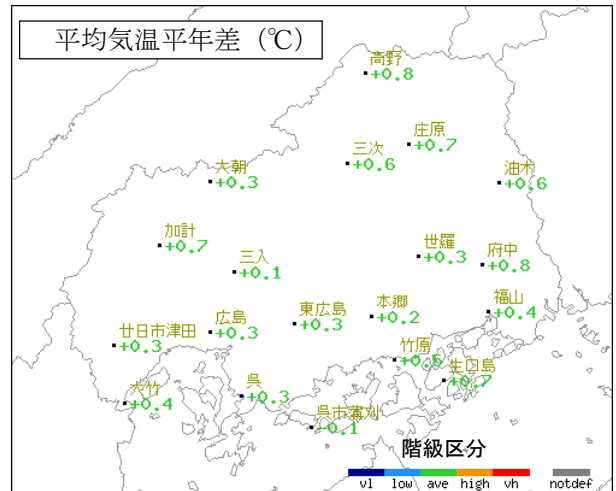 平均気温平年差（℃）
高野
+0.8
庄原
+0.7
三次
+0.6
大朝
+0.3
油木
+0.6
加計
+0.7
三入
+0.1
世羅
+0.3
府中
+0.8
福山
+0.4
本郷
+0.2
東広島
+0.3
広島
+0.3
廿日市津田
+0.3
竹原
+0.5
生口島
+0.7
大竹
+0.4
呉
+0.3
呉市蒲刈
-0.1
階級区分
vl low ave high vh notdef